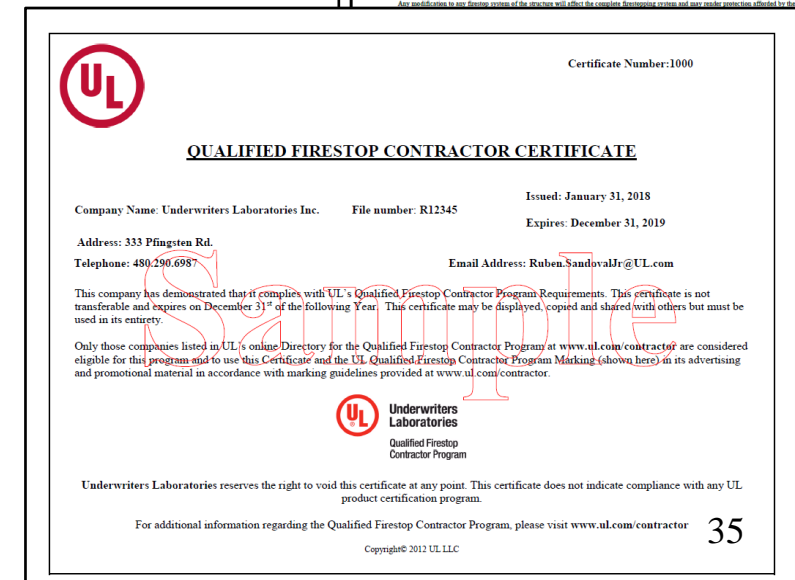 Any modification to any firestop system of the structure will affect the complete firestopping system and may render protection afforded by the
UL
Certificate Number:1000
QUALIFIED FIRESTOP CONTRACTOR CERTIFICATE
Issued: January 31, 2018
Company Name: Underwriters Laboratories Inc. File number: R12345
Expires: December 31, 2019
Address: 333 Pfingsten Rd.
Telephone: 480.290.6987 Email Address: Ruben.SandovalJr@UL.com
Sample
This company has demonstrated that it complies with UL`s Qualified Firestop Contractor Program Requirements. This certificate is not
transferable and expires on December 31st of the following Year. This certificate may be displayed, copied and shared with others but must be
used in its entirety.
Only those companies listed in UL`s online Directory for the Qualified Firestop Contractor Program at www.ul.com/contractor are considered
eligible for this program and to use this Certificate and the UL Qualified Firestop Contractor Program Marking (shown here) in its advertising
and promotional material in accordance with marking guidelines provided at www.ul.com/contractor.
UL
Underwriters
Laboratories
Qualified Firestop
Contractor Program
Underwriters Laboratories reserves the right to void this certificate at any point. This certificate does not indicate compliance with any UL
product certification program.
For additional information regarding the Qualified Firestop Contractor Program, please visit www.ul.com/contractor
35
Copyright© 2012 UL LLC